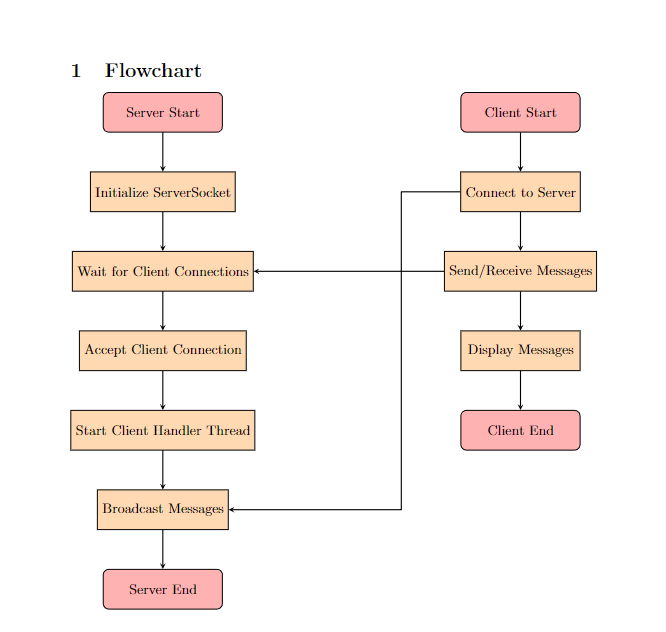 1 Flowchart
Server Start
Initialize ServerSocket
Wait for Client Connections
Accept Client Connection
Start Client Handler Thread
Broadcast Messages
Server End
Client Start
Connect to Server
Send/Receive Messages
Display Messages
Client End